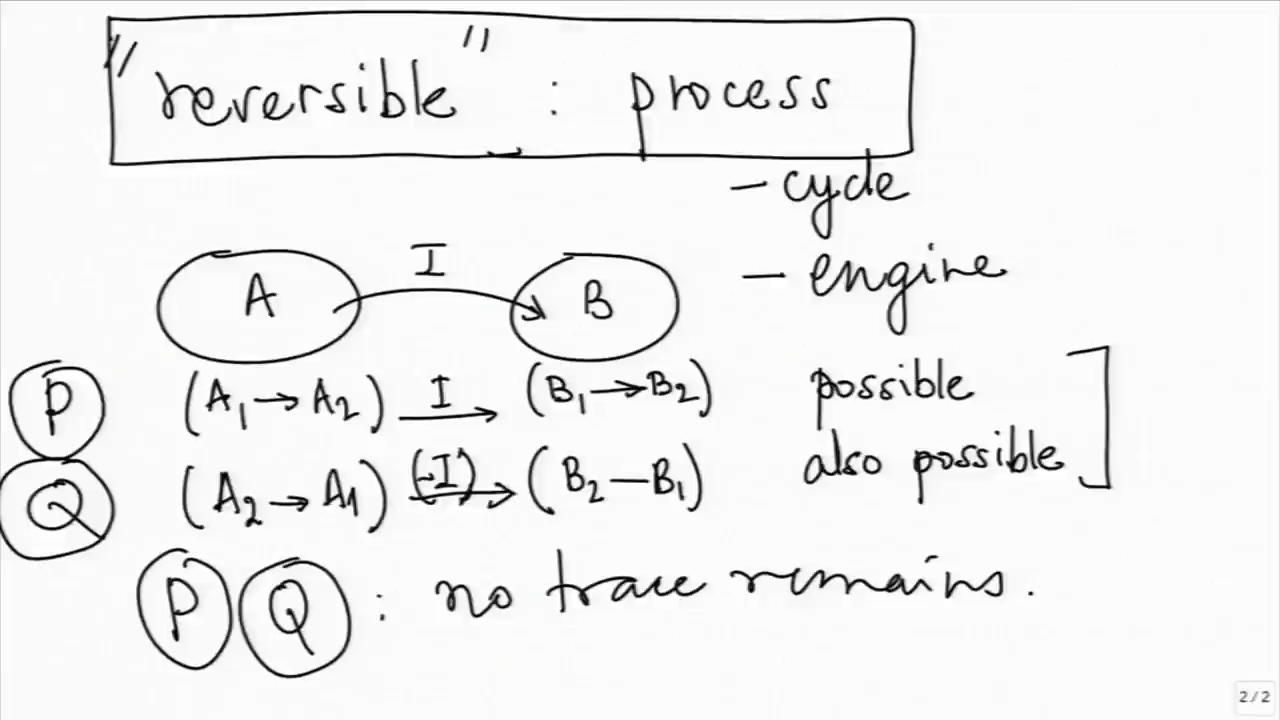 "reversible" : process
- cycle
- engine
A I B
P (A₁ → A₂) I→ (B₁ → B₂) possible
Q (A₂ → A1) (-I)→ (B₂ — B₁) also possible
P Q : no trace remains.
2/2